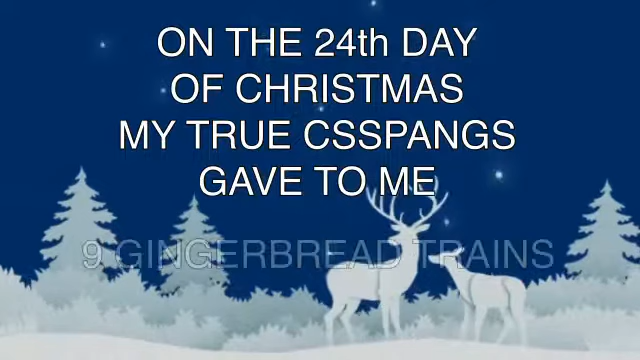 ON THE 24th DAY
OF CHRISTMAS
MY TRUE CSSPANGS
GAVE TO ME
9 GINGERBREAD TRAINS